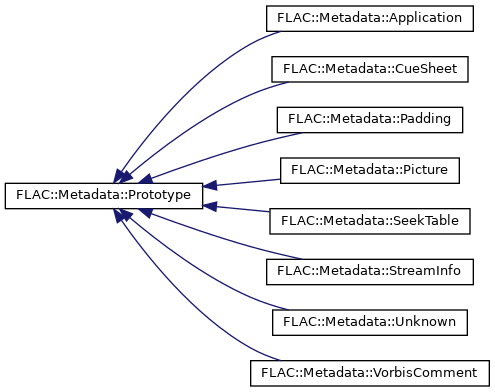 FLAC::Metadata::Application
FLAC::Metadata::CueSheet
FLAC::Metadata::Padding
FLAC::Metadata::Picture
FLAC::Metadata::Prototype
FLAC::Metadata::SeekTable
FLAC::Metadata::StreamInfo
FLAC::Metadata::Unknown
FLAC::Metadata::VorbisComment